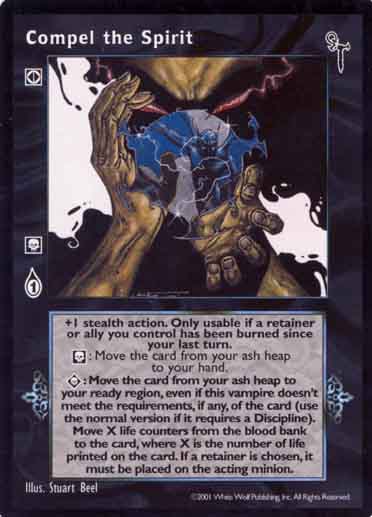 Compel the Spirit
1
+1 stealth action. Only usable if a retainer
or ally you control has been burned since
your last turn.
: Move the card from your ash heap
to your hand.
: Move the card from your ash heap to
your ready region, even if this vampire doesn't
meet the requirements, if any, of the card (use
the normal version if it requires a Discipline).
Move X life counters from the blood bank
to the card, where X is the number of life
printed on the card. If a retainer is chosen, it
must be placed on the acting minion.
Illus. Stuart Beel
©2001 White Wolf Publishing, Inc. All Rights Reserved.